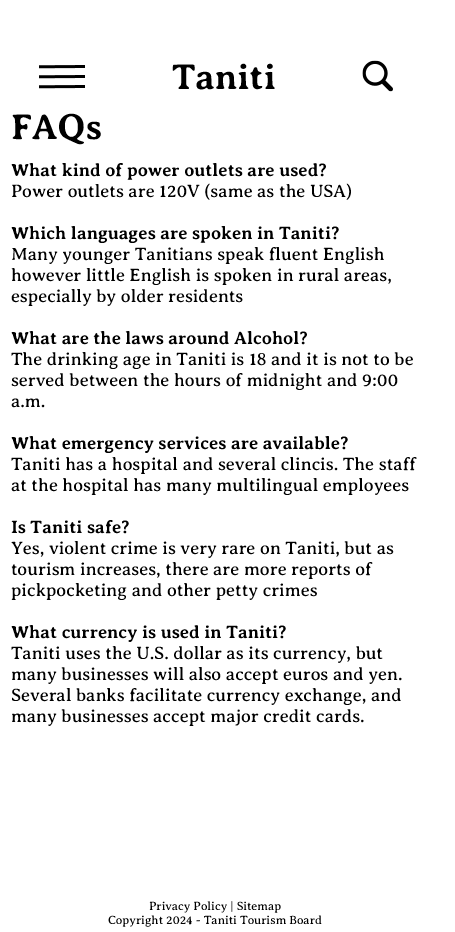 Taniti
FAQs
What kind of power outlets are used?
Power outlets are 120V (same as the USA)
Which languages are spoken in Taniti?
Many younger Tanitians speak fluent English
however little English is spoken in rural areas,
especially by older residents
What are the laws around Alcohol?
The drinking age in Taniti is 18 and it is not to be
served between the hours of midnight and 9:00
a.m.
What emergency services are available?
Taniti has a hospital and several clincis. The staff
at the hospital has many multilingual employees
Is Taniti safe?
Yes, violent crime is very rare on Taniti, but as
tourism increases, there are more reports of
pickpocketing and other petty crimes
What currency is used in Taniti?
Taniti uses the U.S. dollar as its currency, but
many businesses will also accept euros and yen.
Several banks facilitate currency exchange, and
many businesses accept major credit cards.
Privacy Policy | Sitemap
Copyright 2024 - Taniti Tourism Board